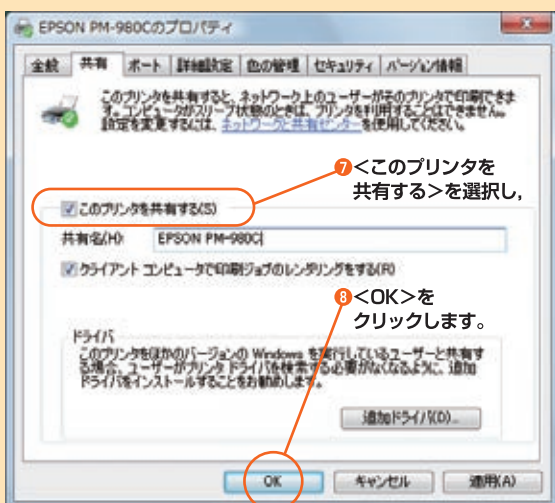 EPSON PM-980Cのプロパティ
全般 共有 ポート 詳細設定 色の管理 セキュリティ バージョン情報
このプリンタを共有すると、ネットワーク上のユーザーがそのプリンタで印刷できま
す。コンピュータがスリープ状態のときは、プリンタを利用することはできません。
設定を変更するには、ネットワークと共有センターを使用してください。
❼<このプリンタを
共有する>を選択し,
このプリンタを共有する(S)
共有名(H): EPSON PM-980C
クライアント コンピュータで印刷ジョブのレンダリングをする(R)
❽<OK>を
クリックします。
ドライバ
このプリンタをほかのバージョンの Windows を実行しているユーザーと共有す
る場合、ユーザーがプリンタ ドライバを検索する必要がなくなるように、追加
ドライバをインストールすることをお勧めします。
追加ドライバ(D)...
OK キャンセル 適用(A)